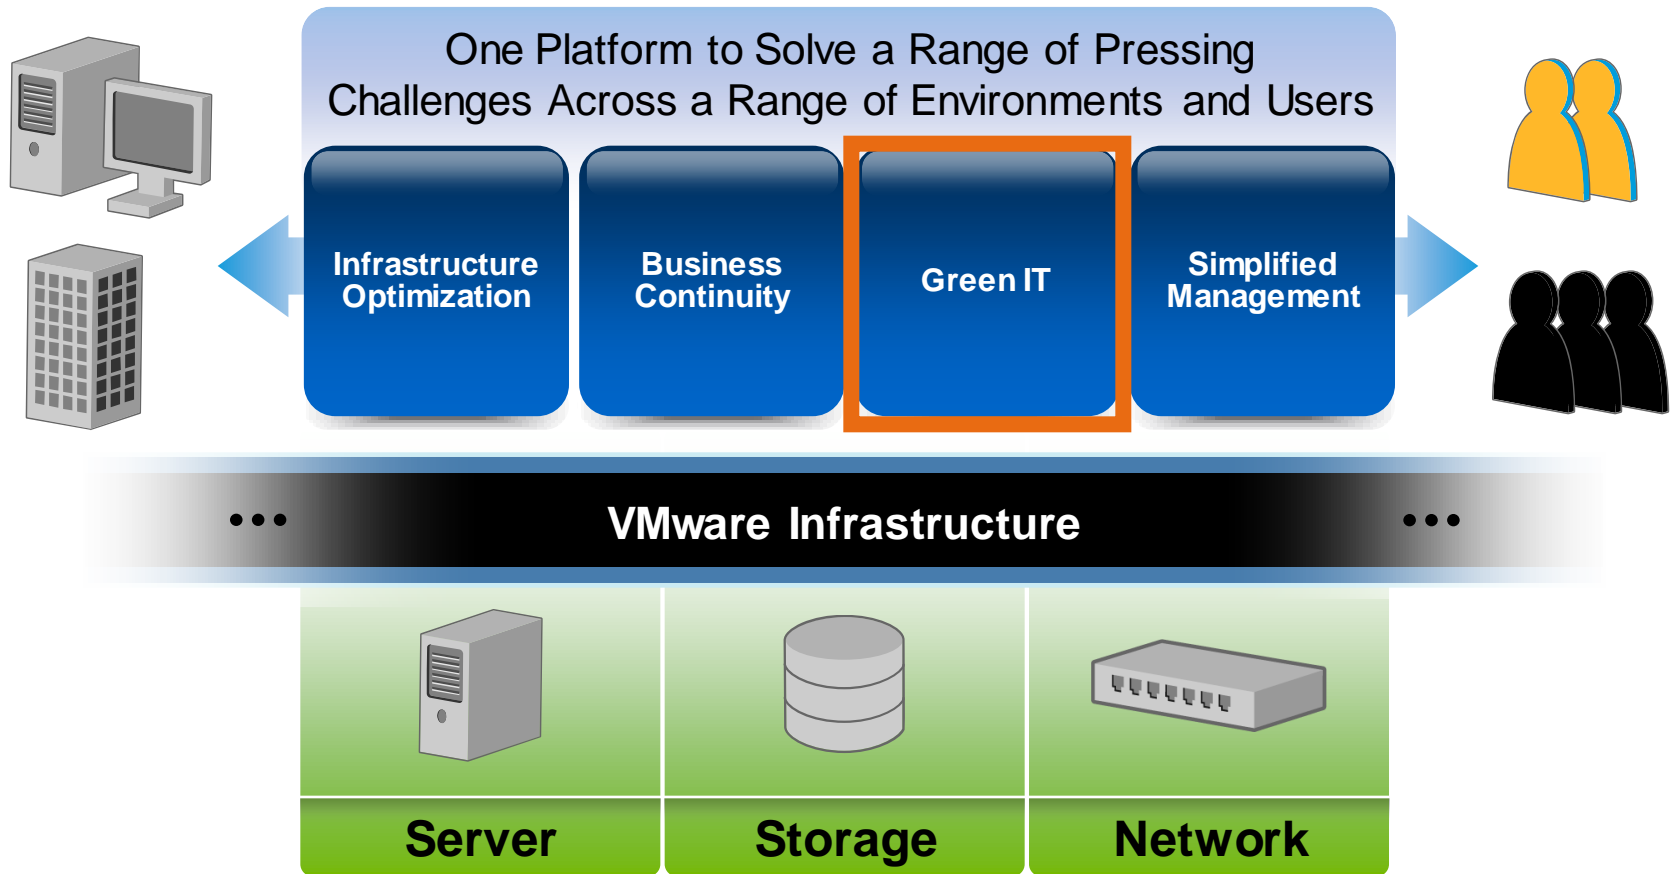 One Platform to Solve a Range of Pressing
Challenges Across a Range of Environments and Users
Infrastructure
Optimization
Business
Continuity
Green IT
Simplified
Management
...
VMware Infrastructure
...
Server
Storage
Network